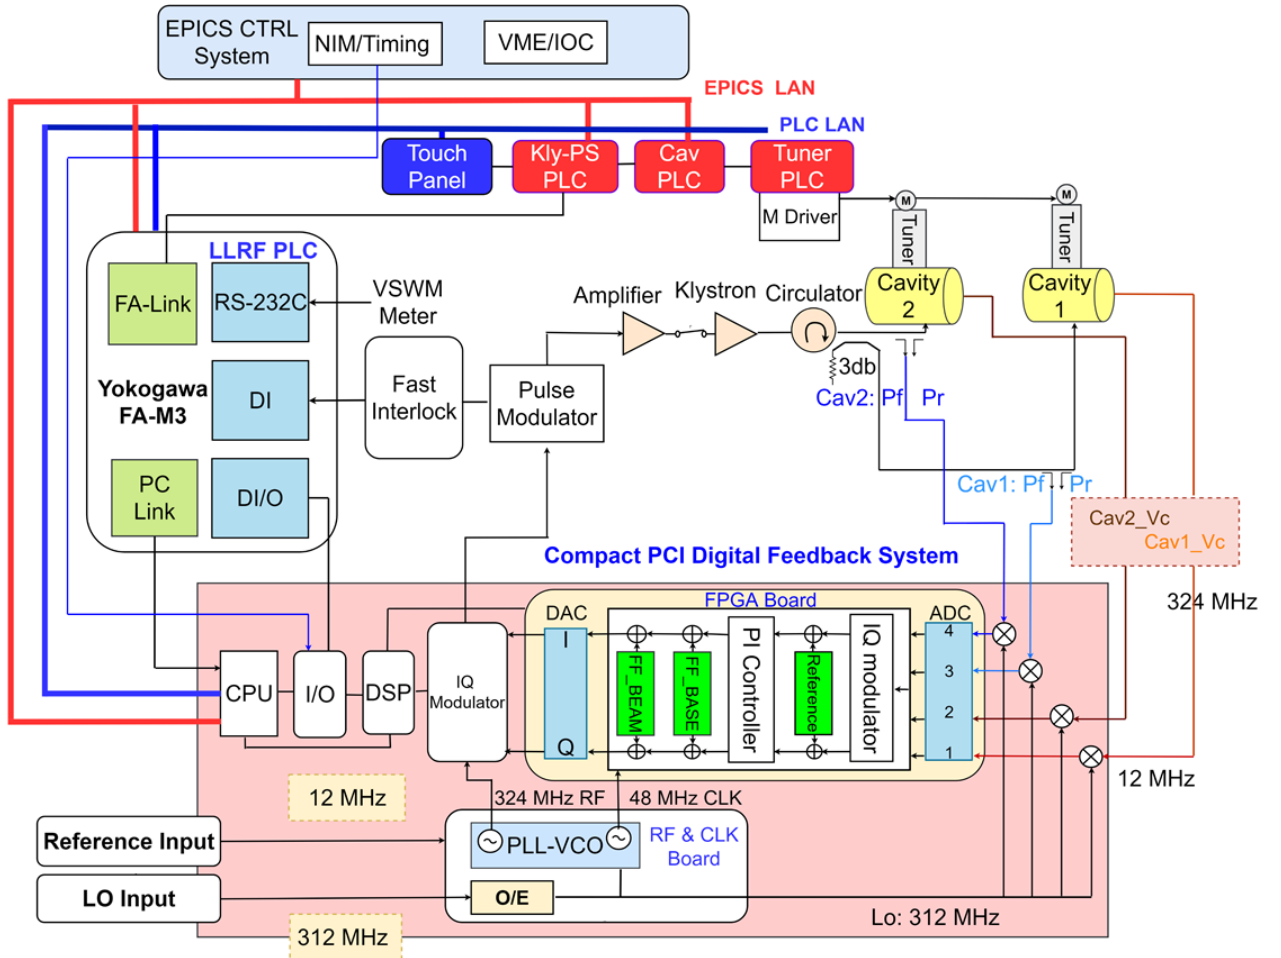 EPICS CTRL
System
NIM/Timing
VME/IOC
EPICS LAN
PLC LAN
Touch
Panel
Kly-PS
PLC
Cav
PLC
Tuner
PLC
M Driver
M
M
Tuner
Tuner
Cavity
2
Cavity
1
LLRF PLC
FA-Link
RS-232C
VSWM
Meter
Yokogawa
FA-M3
DI
Fast
Interlock
PC
Link
DI/O
Pulse
Modulator
Amplifier
Klystron
Circulator
3db
Cav2: Pf Pr
Cav1: Pf Pr
Cav2_Vc
Cav1_Vc
324 MHz
Compact PCI Digital Feedback System
FPGA Board
DAC
ADC
I
Q
FF_BEAM
FF_BASE
PI Controller
Reference
IQ modulator
4
3
2
1
CPU
I/O
DSP
IQ
Modulator
12 MHz
12 MHz
324 MHz RF
48 MHz CLK
Reference Input
PLL-VCO
RF & CLK
Board
LO Input
O/E
Lo: 312 MHz
312 MHz